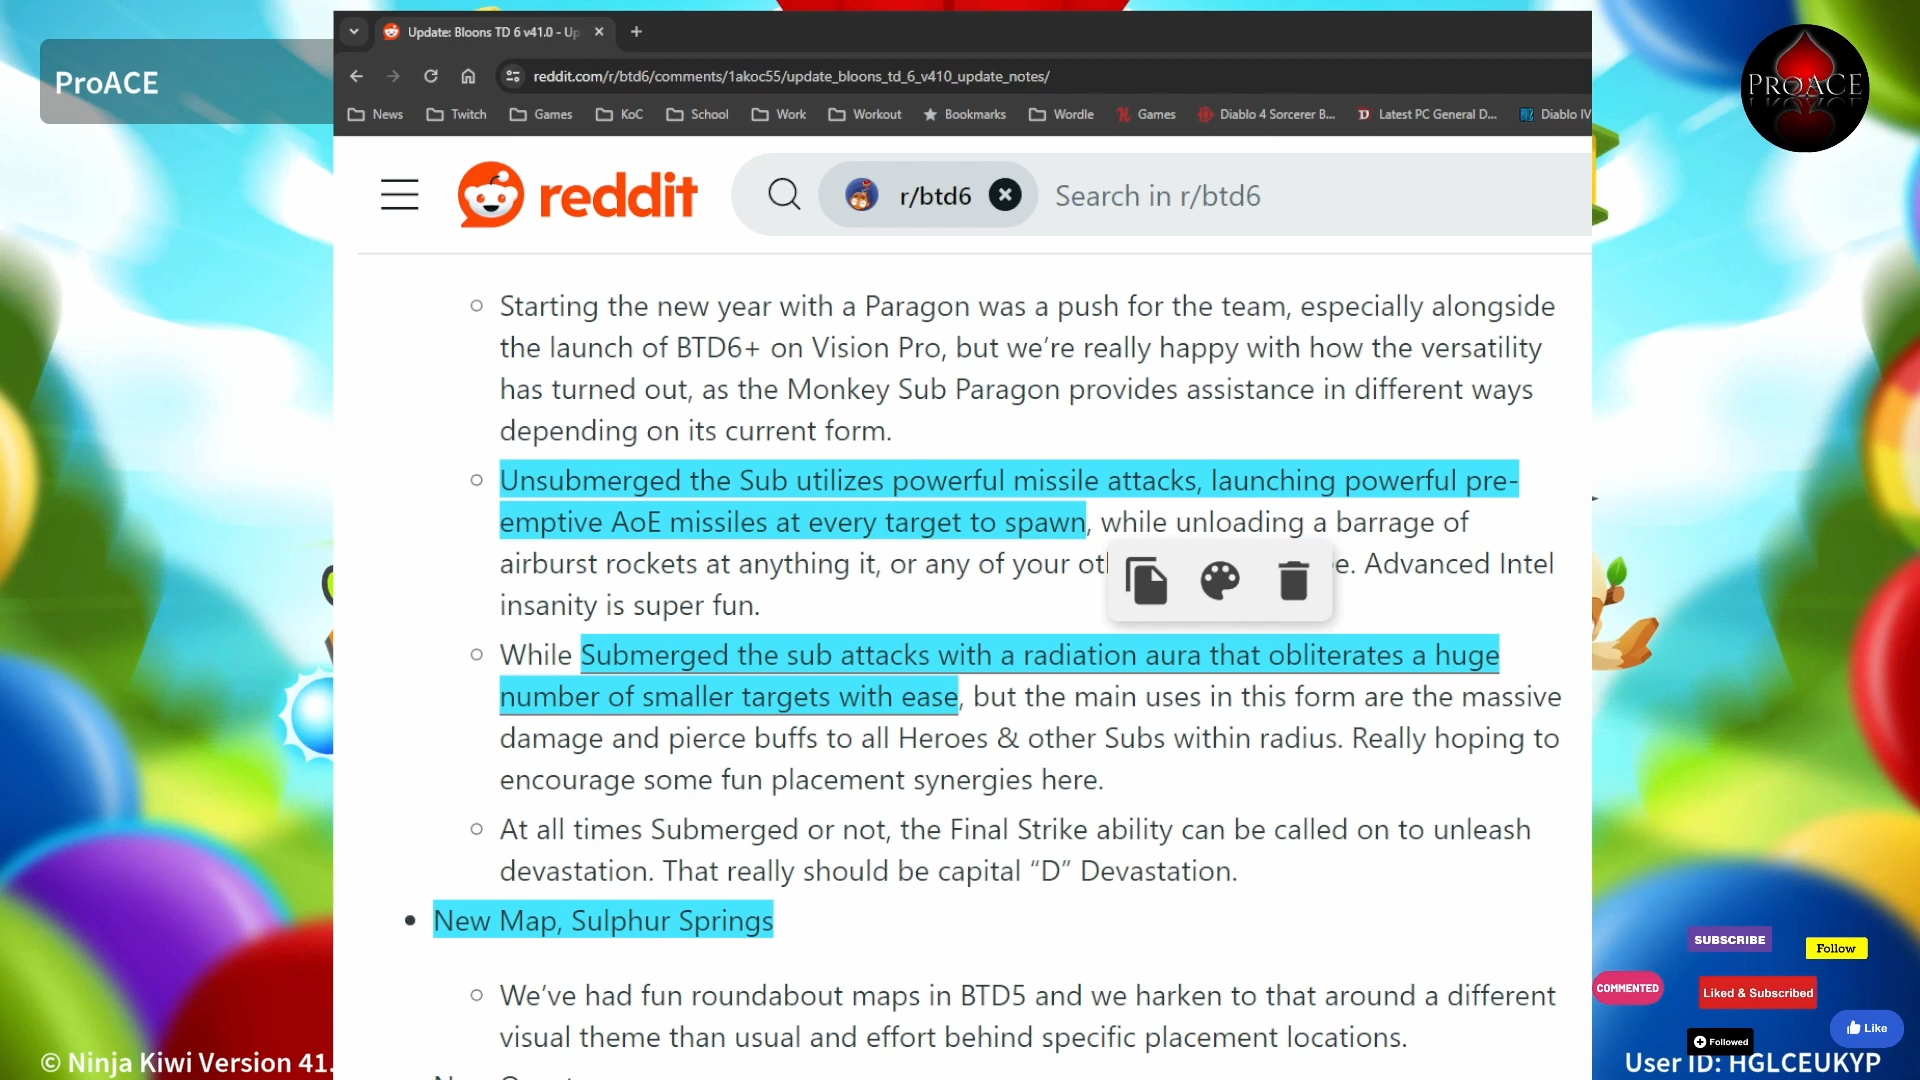 ProACE
Update: Bloons TD 6 v41.0 - Up
reddit.com/r/btd6/comments/1akoc55/update_bloons_td_6_v410_update_notes/
News Twitch Games KoC School Work Workout Bookmarks Wordle Games Diablo 4 Sorcerer B... Latest PC General D... Diablo IV
PROACE
reddit r/btd6 Search in r/btd6
Starting the new year with a Paragon was a push for the team, especially alongside
the launch of BTD6+ on Vision Pro, but we’re really happy with how the versatility
has turned out, as the Monkey Sub Paragon provides assistance in different ways
depending on its current form.
Unsubmerged the Sub utilizes powerful missile attacks, launching powerful pre-
emptive AoE missiles at every target to spawn, while unloading a barrage of
airburst rockets at anything it, or any of your ot e. Advanced Intel
insanity is super fun.
While Submerged the sub attacks with a radiation aura that obliterates a huge
number of smaller targets with ease, but the main uses in this form are the massive
damage and pierce buffs to all Heroes & other Subs within radius. Really hoping to
encourage some fun placement synergies here.
At all times Submerged or not, the Final Strike ability can be called on to unleash
devastation. That really should be capital “D” Devastation.
New Map, Sulphur Springs
We’ve had fun roundabout maps in BTD5 and we harken to that around a different
visual theme than usual and effort behind specific placement locations.
SUBSCRIBE
Follow
COMMENTED
Liked & Subscribed
Like
Followed
© Ninja Kiwi Version 41.
User ID: HGLCEUKYP